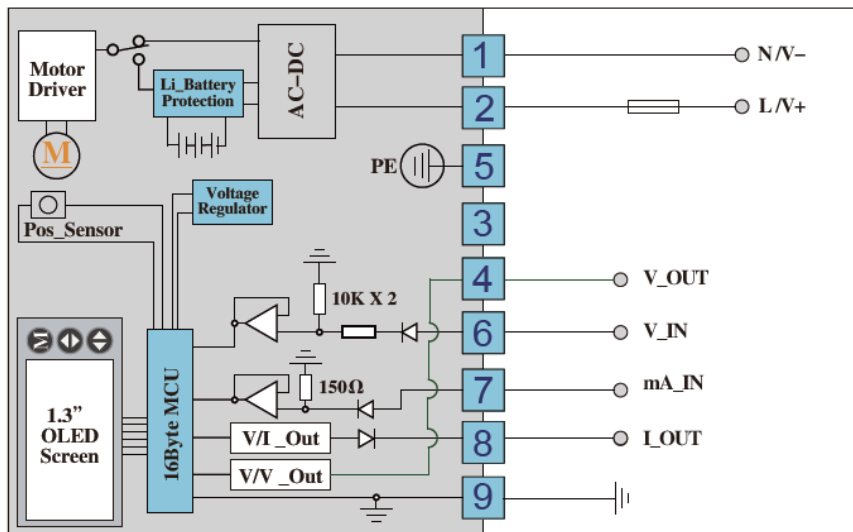 Motor
Driver
M
Li_Battery
Protection
AC-DC
1
N/V-
2
L/V+
PE
5
Pos_Sensor
Voltage
Regulator
3
4
V_OUT
10K X 2
6
V_IN
M
1.3”
OLED
Screen
16Byte MCU
150Ω
7
mA_IN
V/I _Out
8
I_OUT
V/V _Out
9